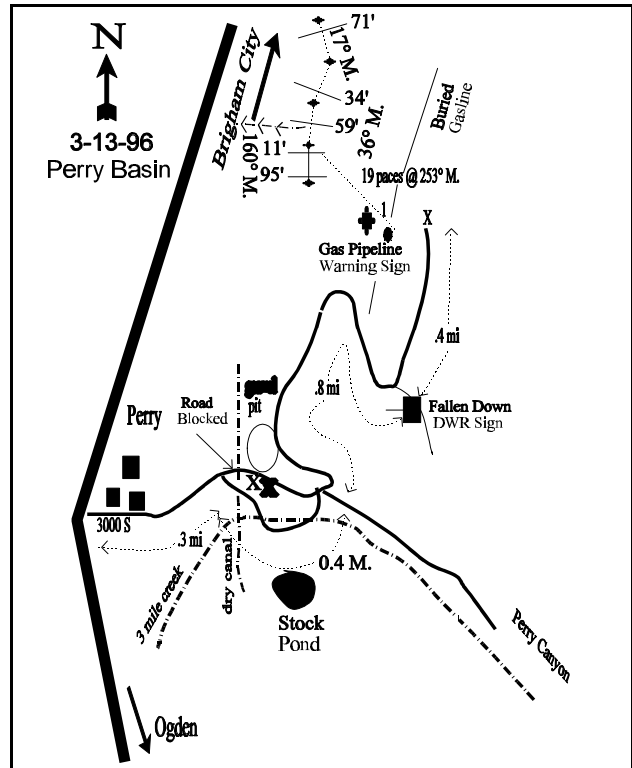 N
3-13-96
Perry Basin
Brigham City
71'
17° M.
34'
36° M.
59'
160° M.
11'
95'
Buried
Gasline
19 paces @ 253° M.
1
X
Gas Pipeline
Warning Sign
.4 mi
.8 mi
Fallen Down
DWR Sign
pit
Road
Blocked
Perry
X
X
3000 S
.3 mi
0.4 M.
dry canal
3 mile creek
Stock
Pond
Perry Canyon
Ogden